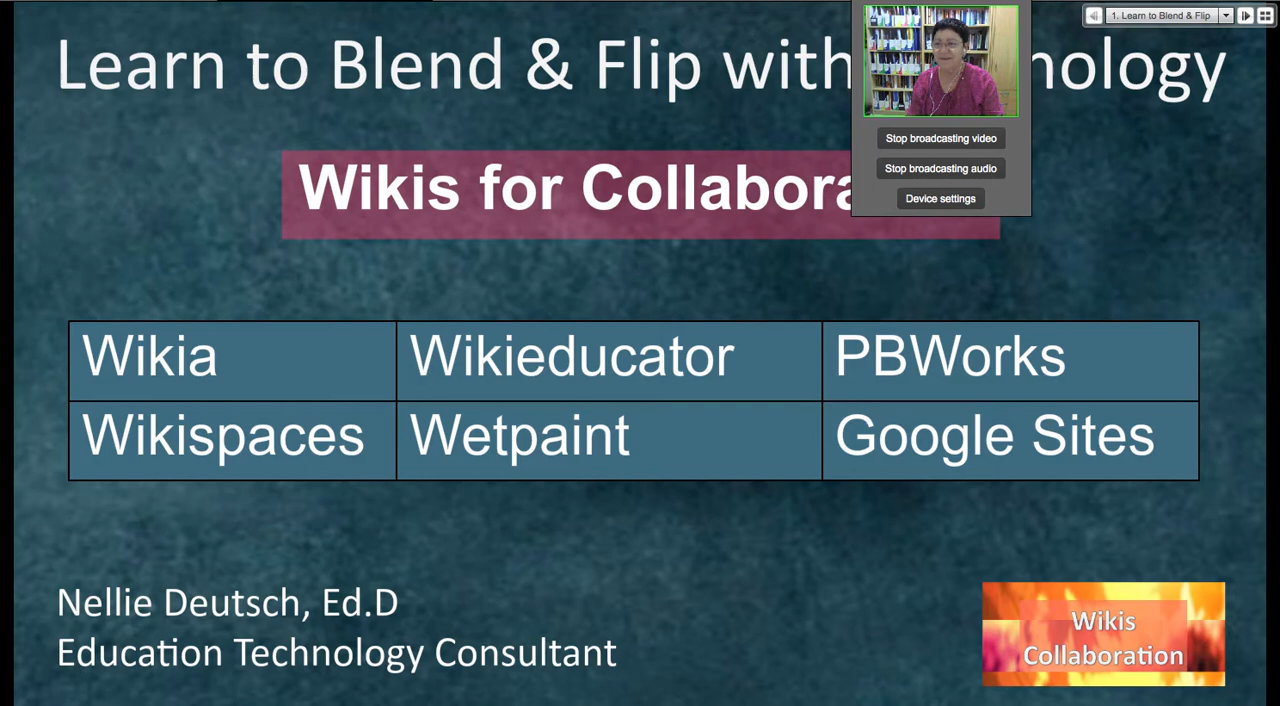 1. Learn to Blend & Flip
Learn to Blend & Flip with nology
Stop broadcasting video
Stop broadcasting audio
Device settings
Wikis for Collabora
Wikia Wikieducator PBWorks
Wikispaces Wetpaint Google Sites
Nellie Deutsch, Ed.D
Education Technology Consultant
Wikis
Collaboration